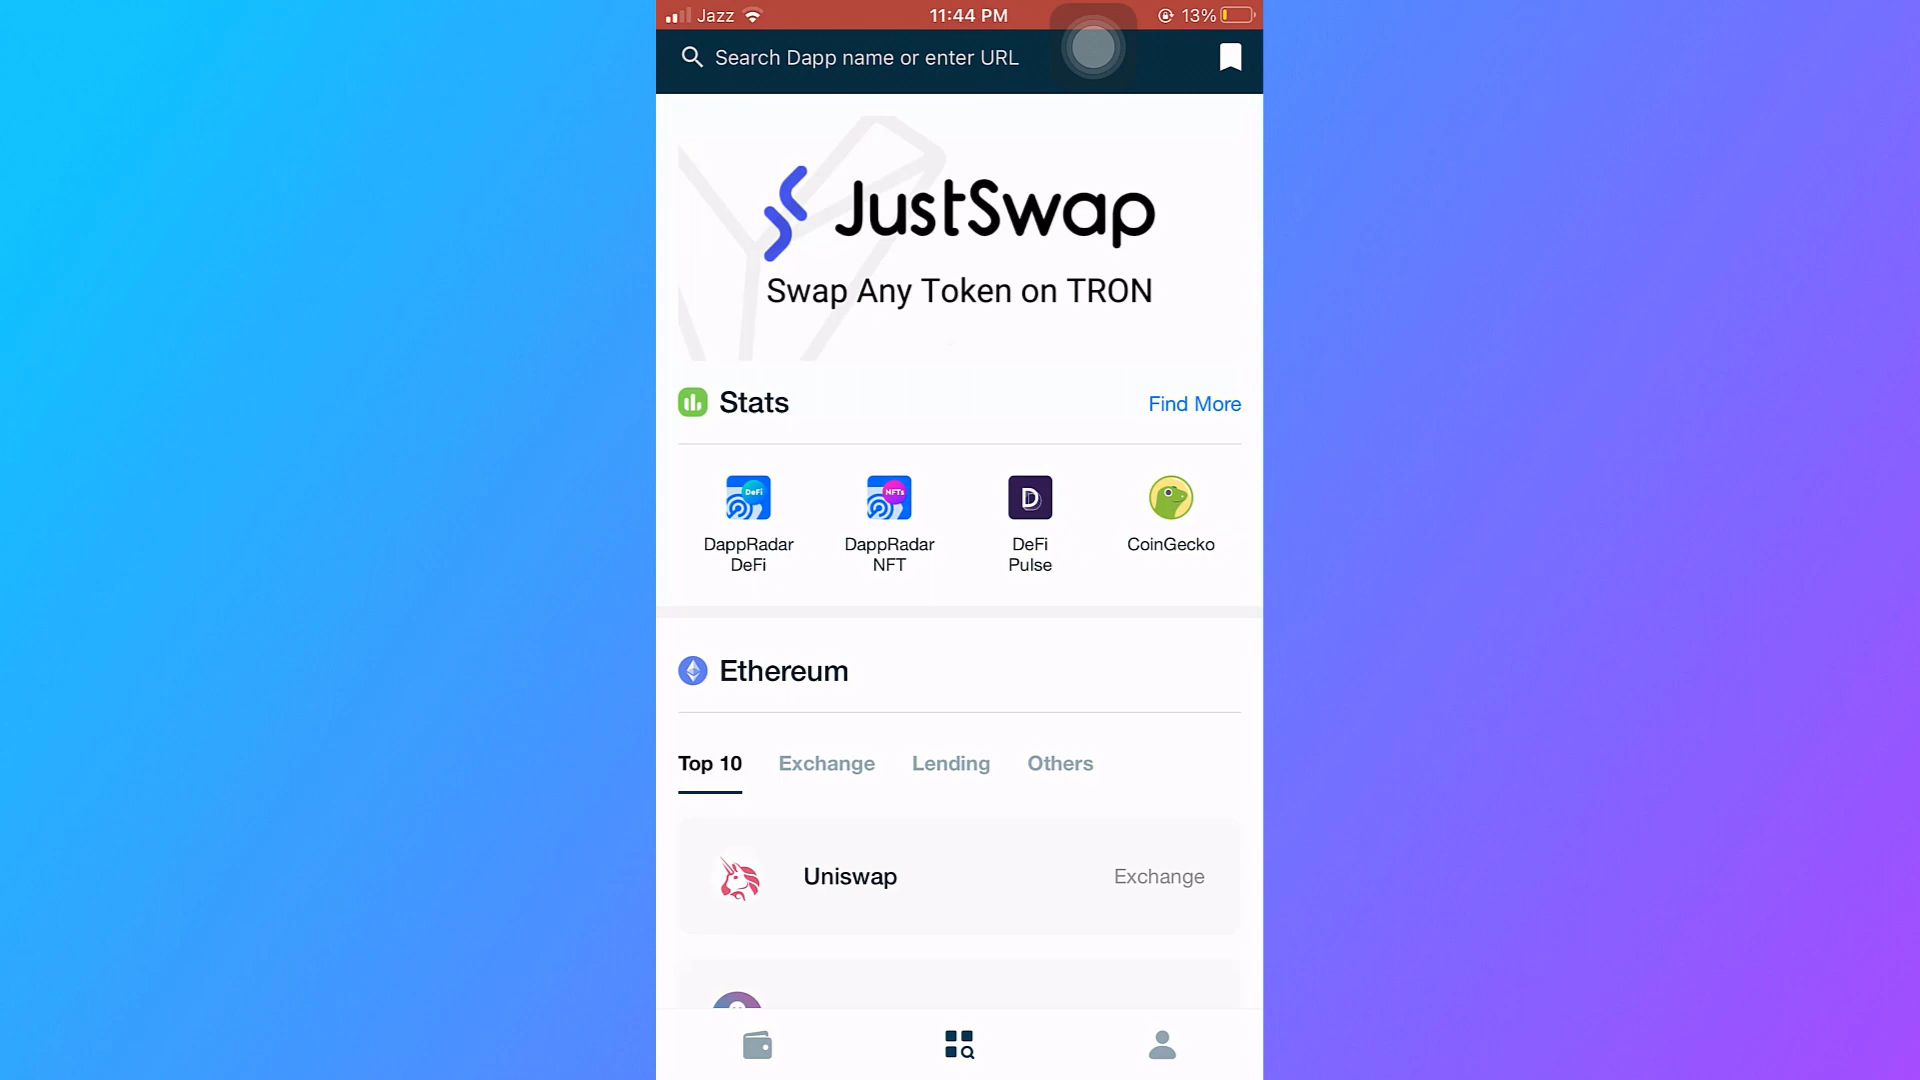 Jazz 11:44 PM 13%
Search Dapp name or enter URL
JustSwap
Swap Any Token on TRON
Stats Find More
DeFi NFTs D
DappRadar DappRadar DeFi CoinGecko
DeFi NFT Pulse
Ethereum
Top 10 Exchange Lending Others
Uniswap Exchange